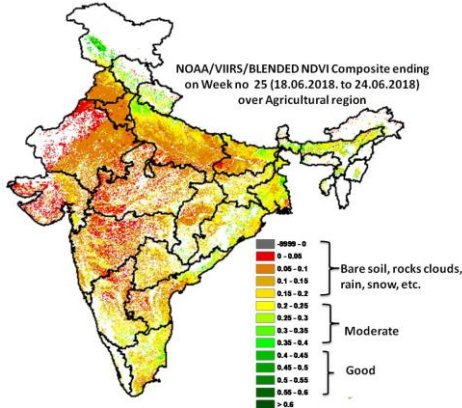 NOAA/VIIRS/BLENDED NDVI Composite ending
on Week no 25 (18.06.2018. to 24.06.2018)
over Agricultural region
-9999 - 0
0 - 0.05
0.05 - 0.1
0.1 - 0.15
0.15 - 0.2
0.2 - 0.25
0.25 - 0.3
0.3 - 0.35
0.35 - 0.4
0.4 - 0.45
0.45 - 0.5
0.5 - 0.55
0.55 - 0.6
> 0.6
Bare soil, rocks clouds,
rain, snow, etc.
Moderate
Good